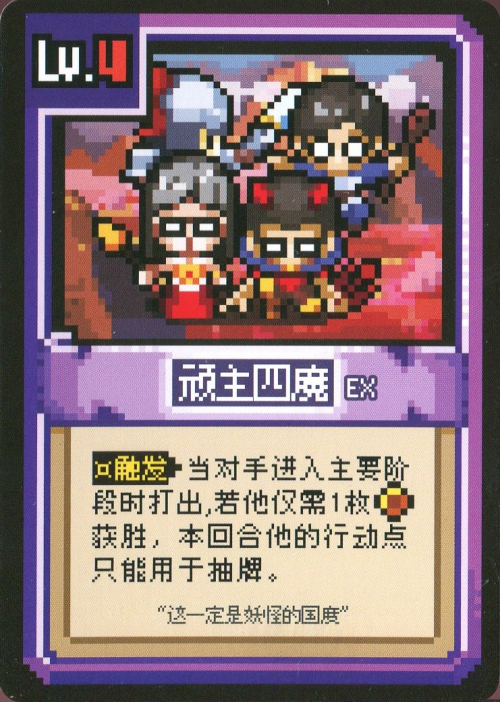 Lv.4
顽主四魔 EX
触发 当对手进入主要阶
段时打出,若他仅需1枚
获胜，本回合他的行动点
只能用于抽牌。
“这一定是妖怪的国度”